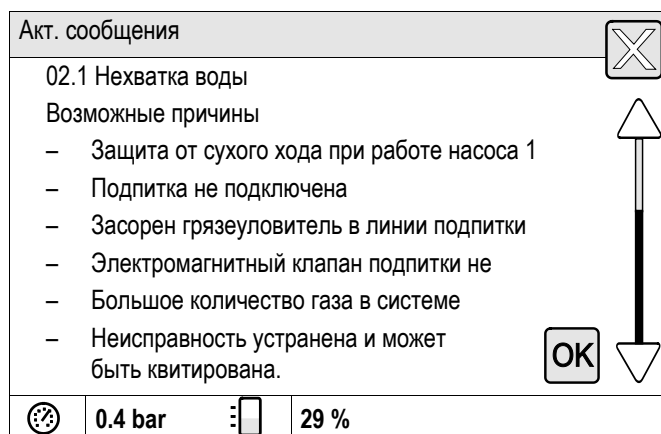 Акт. сообщения
02.1 Нехватка воды
Возможные причины
– Защита от сухого хода при работе насоса 1
– Подпитка не подключена
– Засорен грязеуловитель в линии подпитки
– Электромагнитный клапан подпитки не
– Большое количество газа в системе
– Неисправность устранена и может
быть квитирована.
OK
0.4 bar 29 %